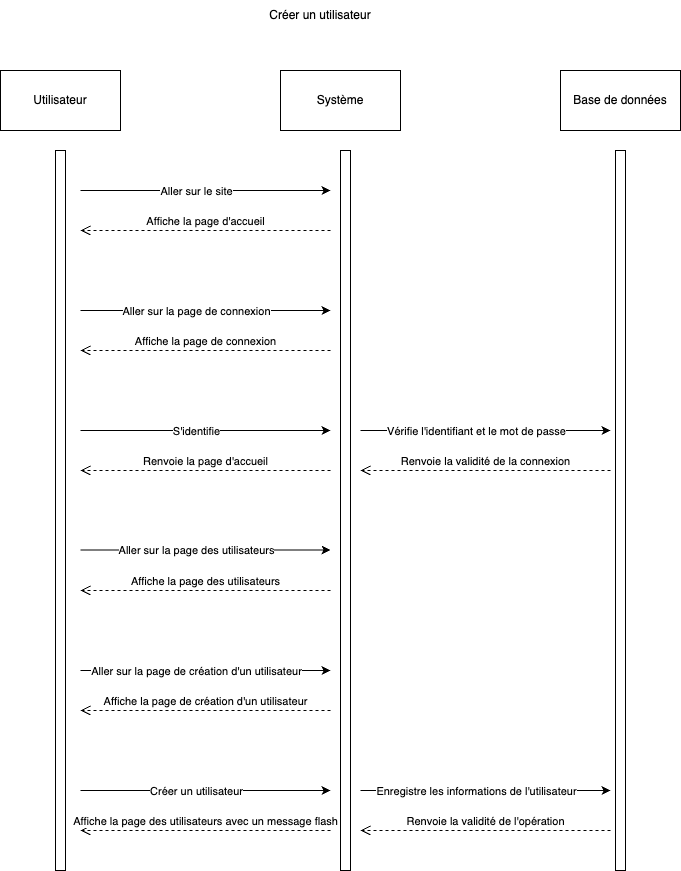 Créer un utilisateur
Utilisateur
Système
Base de données
Aller sur le site
Affiche la page d'accueil
Aller sur la page de connexion
Affiche la page de connexion
S'identifie
Vérifie l'identifiant et le mot de passe
Renvoie la page d'accueil
Renvoie la validité de la connexion
Aller sur la page des utilisateurs
Affiche la page des utilisateurs
Aller sur la page de création d'un utilisateur
Affiche la page de création d'un utilisateur
Créer un utilisateur
Enregistre les informations de l'utilisateur
Affiche la page des utilisateurs avec un message flash
Renvoie la validité de l'opération